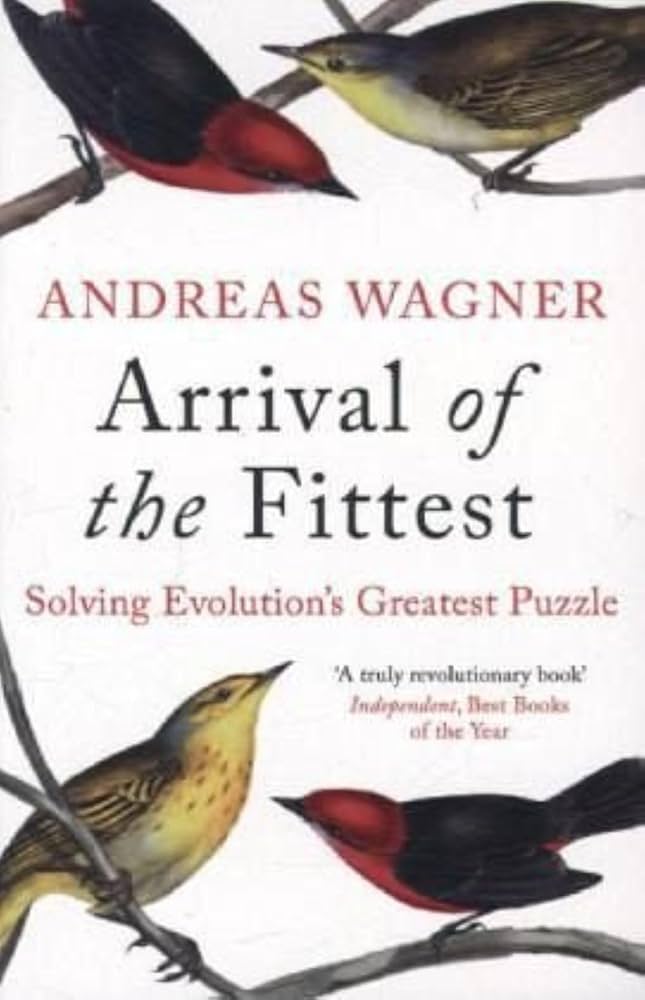 ANDREAS WAGNER
Arrival of
the Fittest
Solving Evolution's Greatest Puzzle
'A truly revolutionary book'
Independent, Best Books
of the Year